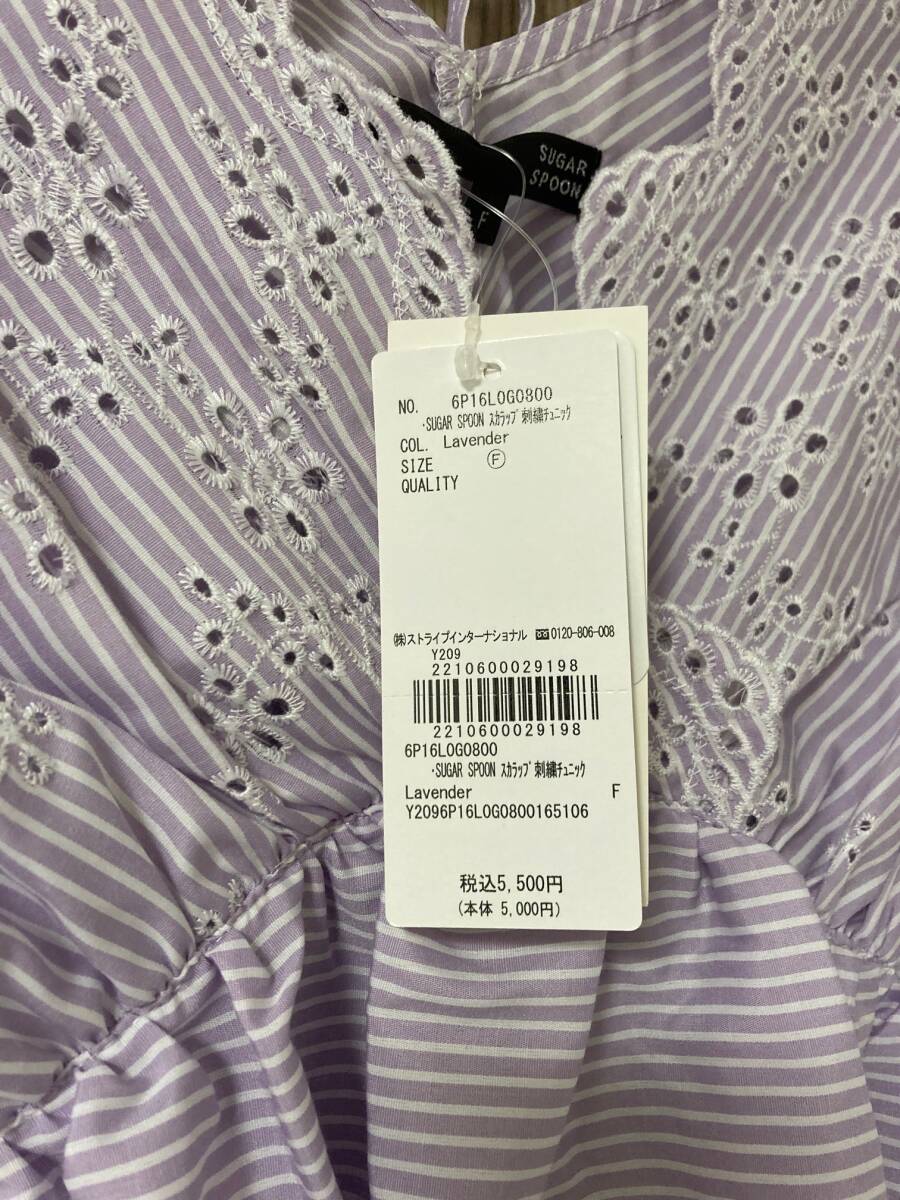 SUGAR
SPOON
F
NO. 6P16L0G0800
・SUGAR SPOON スカラップ刺繍チュニック
COL. Lavender
SIZE Ⓕ
QUALITY
㈱ストライプインターナショナル 0120-806-008
Y209
2210600029198
2210600029198
6P16L0G0800
・SUGAR SPOON スカラップ刺繍チュニック
Lavender F
Y2096P16L0G0800165106
税込5,500円
(本体 5,000円)